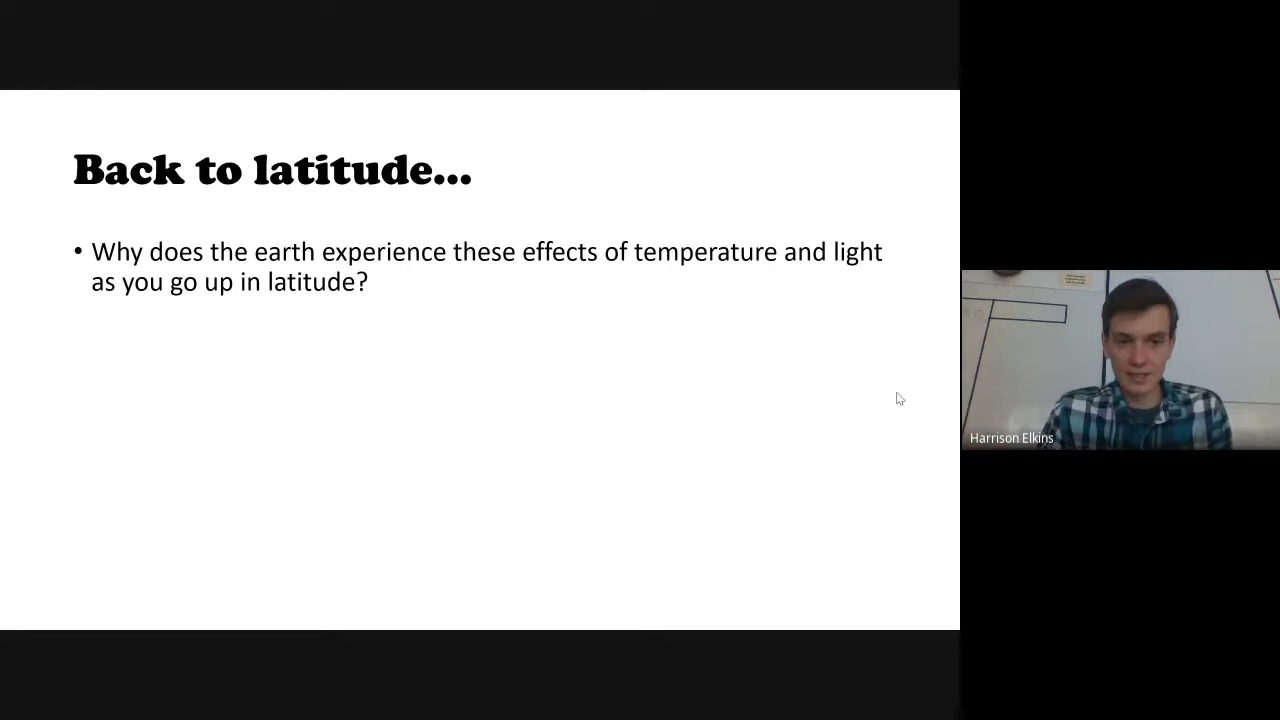 Back to latitude...
• Why does the earth experience these effects of temperature and light
as you go up in latitude?
Harrison Elkins